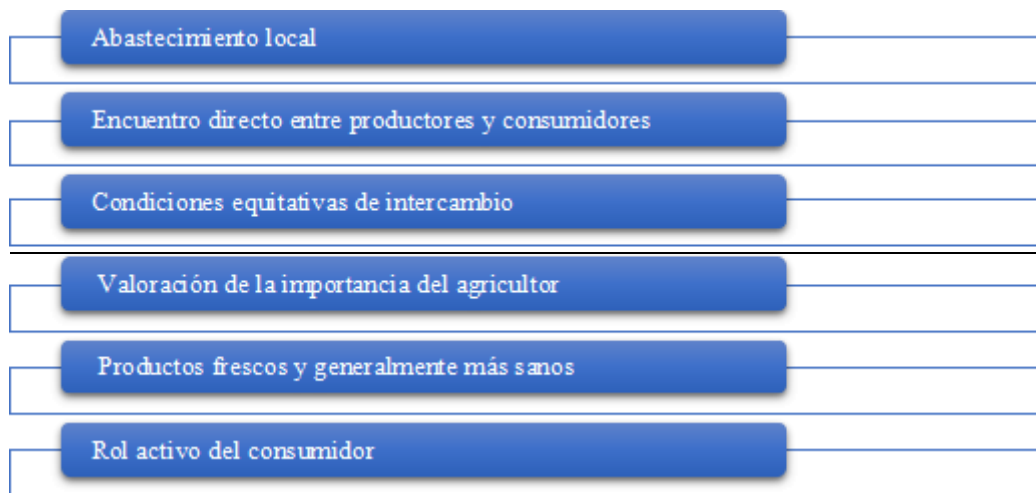 Abastecimiento local
Encuentro directo entre productores y consumidores
Condiciones equitativas de intercambio
Valoración de la importancia del agricultor
Productos frescos y generalmente más sanos
Rol activo del consumidor